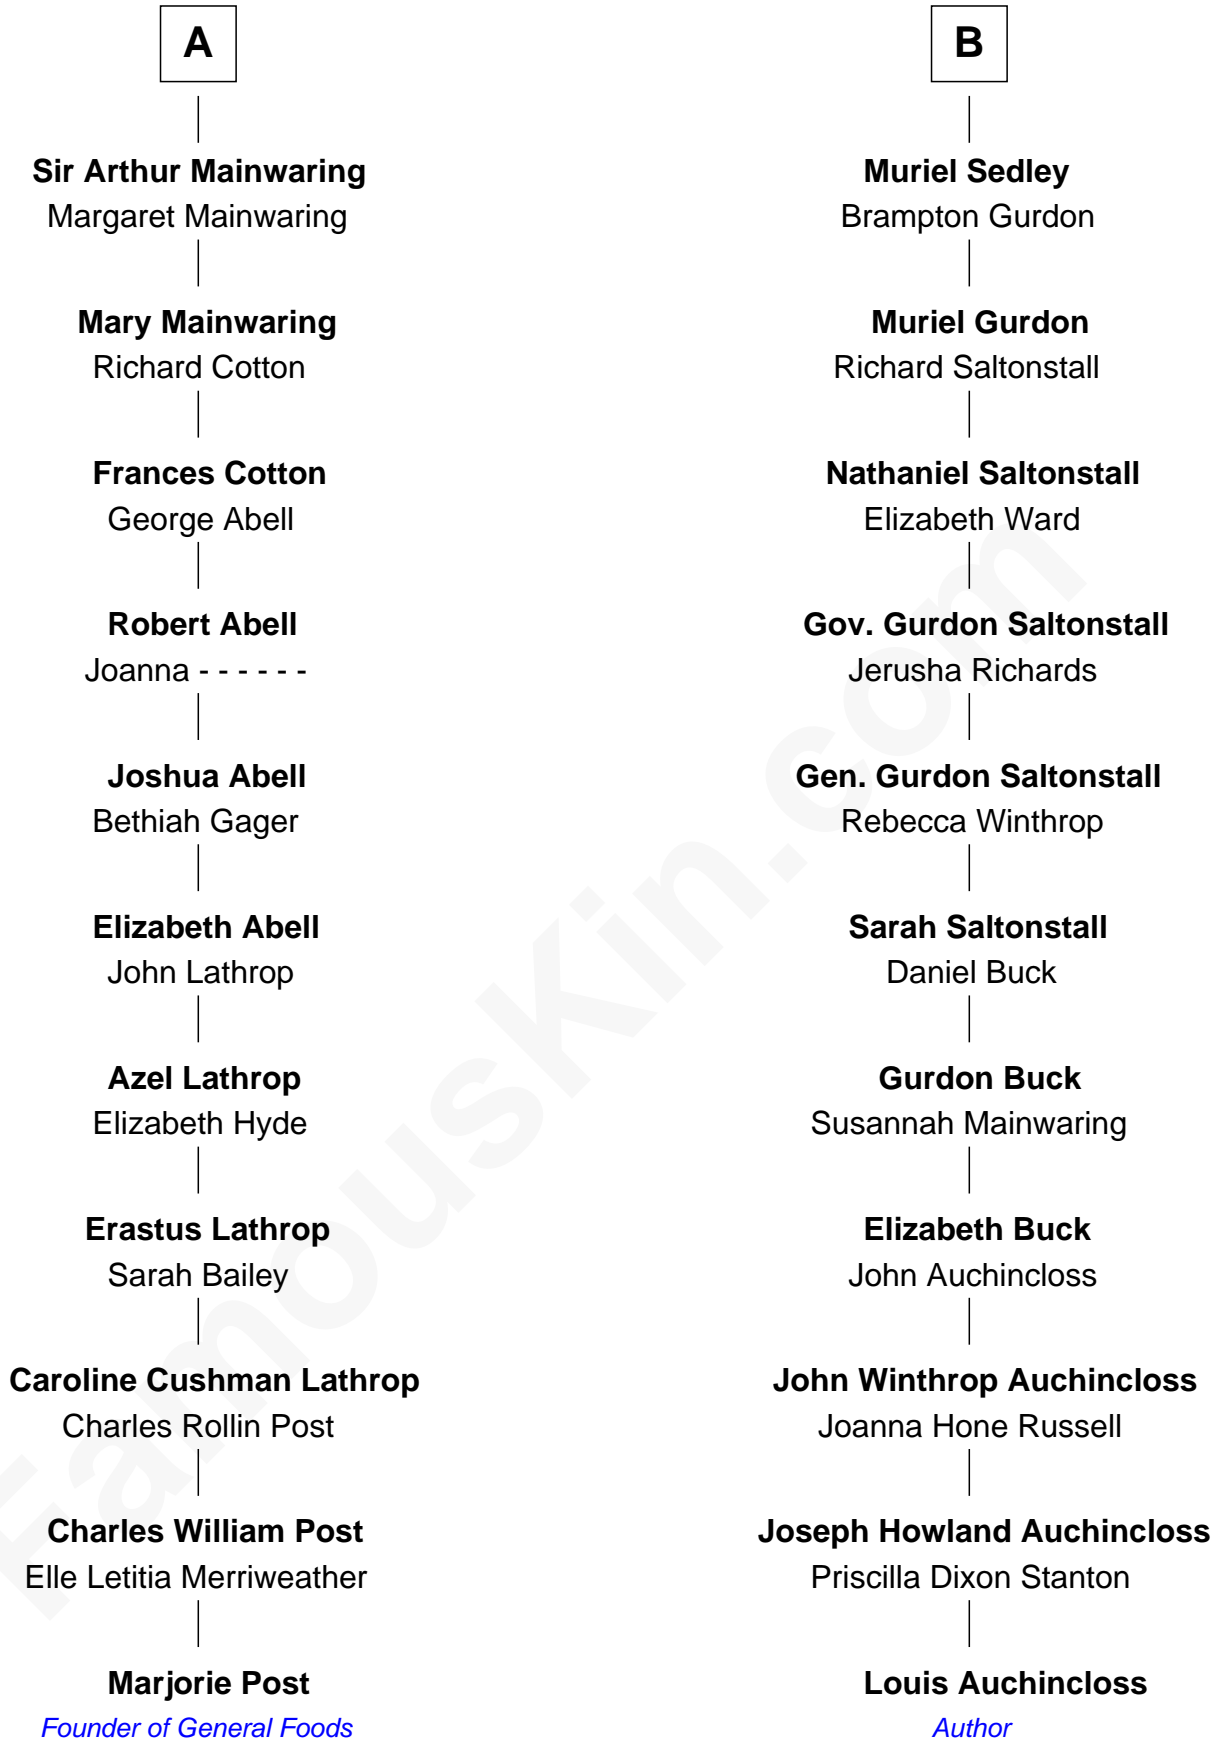 A
Sir Arthur Mainwaring
Margaret Mainwaring
Mary Mainwaring
Richard Cotton
Frances Cotton
George Abell
Robert Abell
Joanna - - - - - -
Joshua Abell
Bethiah Gager
Elizabeth Abell
John Lathrop
Azel Lathrop
Elizabeth Hyde
Erastus Lathrop
Sarah Bailey
Caroline Cushman Lathrop
Charles Rollin Post
Charles William Post
Elle Letitia Merriweather
Marjorie Post
Founder of General Foods
B
Muriel Sedley
Brampton Gurdon
Muriel Gurdon
Richard Saltonstall
Nathaniel Saltonstall
Elizabeth Ward
Gov. Gurdon Saltonstall
Jerusha Richards
Gen. Gurdon Saltonstall
Rebecca Winthrop
Sarah Saltonstall
Daniel Buck
Gurdon Buck
Susannah Mainwaring
Elizabeth Buck
John Auchincloss
John Winthrop Auchincloss
Joanna Hone Russell
Joseph Howland Auchincloss
Priscilla Dixon Stanton
Louis Auchincloss
Author
FamousKin.com